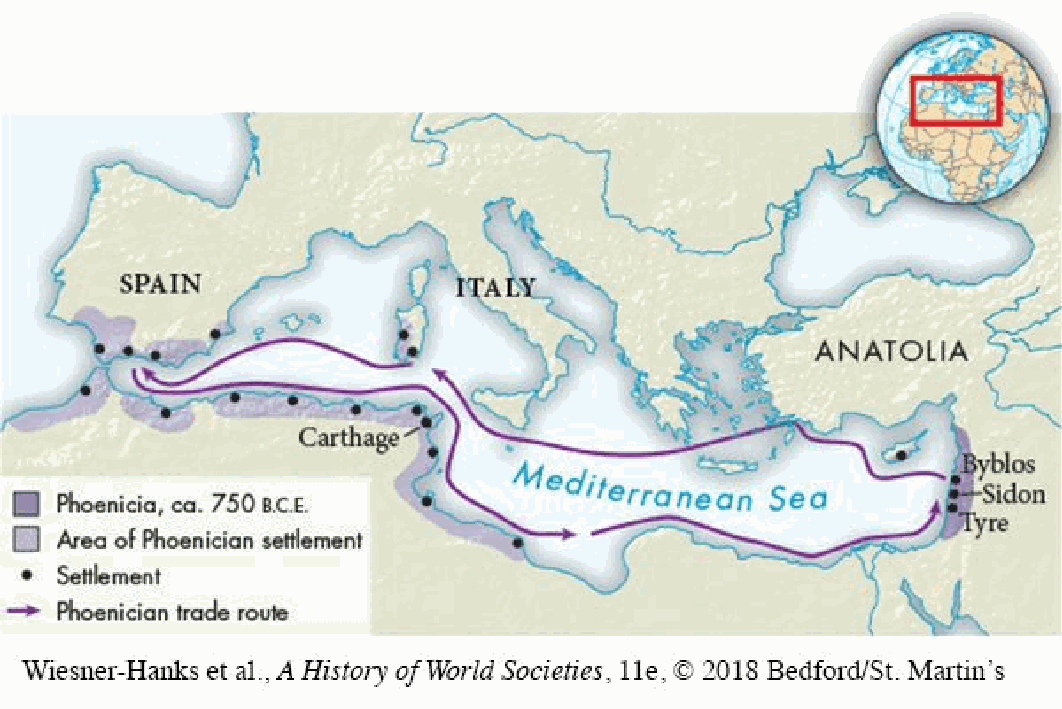 SPAIN
ITALY
ANATOLIA
Carthage
Mediterranean Sea
Byblos
Sidon
Tyre
Phoenicia, ca. 750 B.C.E.
Area of Phoenician settlement
Settlement
Phoenician trade route
Wiesner-Hanks et al., A History of World Societies, 11e, © 2018 Bedford/St. Martin’s